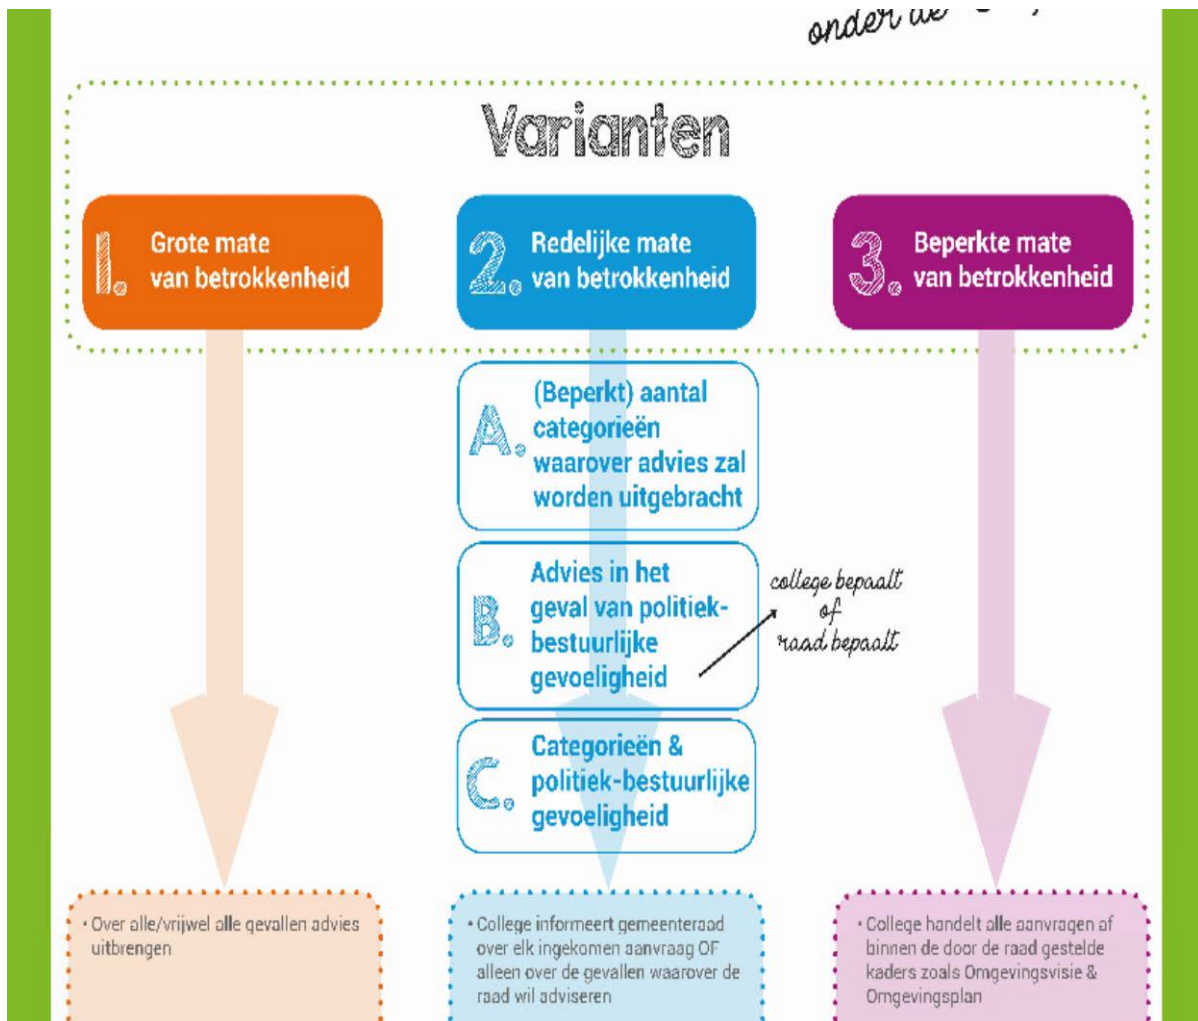 onder de
Varianten
1. Grote mate
van betrokkenheid
2. Redelijke mate
van betrokkenheid
3. Beperkte mate
van betrokkenheid
A. (Beperkt) aantal
categorieën
waarover advies zal
worden uitgebracht
B. Advies in het
geval van politiek-
bestuurlijke
gevoeligheid
college bepaalt
of
raad bepaalt
C. Categorieën &
politiek-bestuurlijke
gevoeligheid
• Over alle/vrijwel alle gevallen advies
uitbrengen
• College informeert gemeenteraad
over elk ingekomen aanvraag OF
alleen over de gevallen waarover de
raad wil adviseren
• College handelt alle aanvragen af
binnen de door de raad gestelde
kaders zoals Omgevingsvisie &
Omgevingsplan